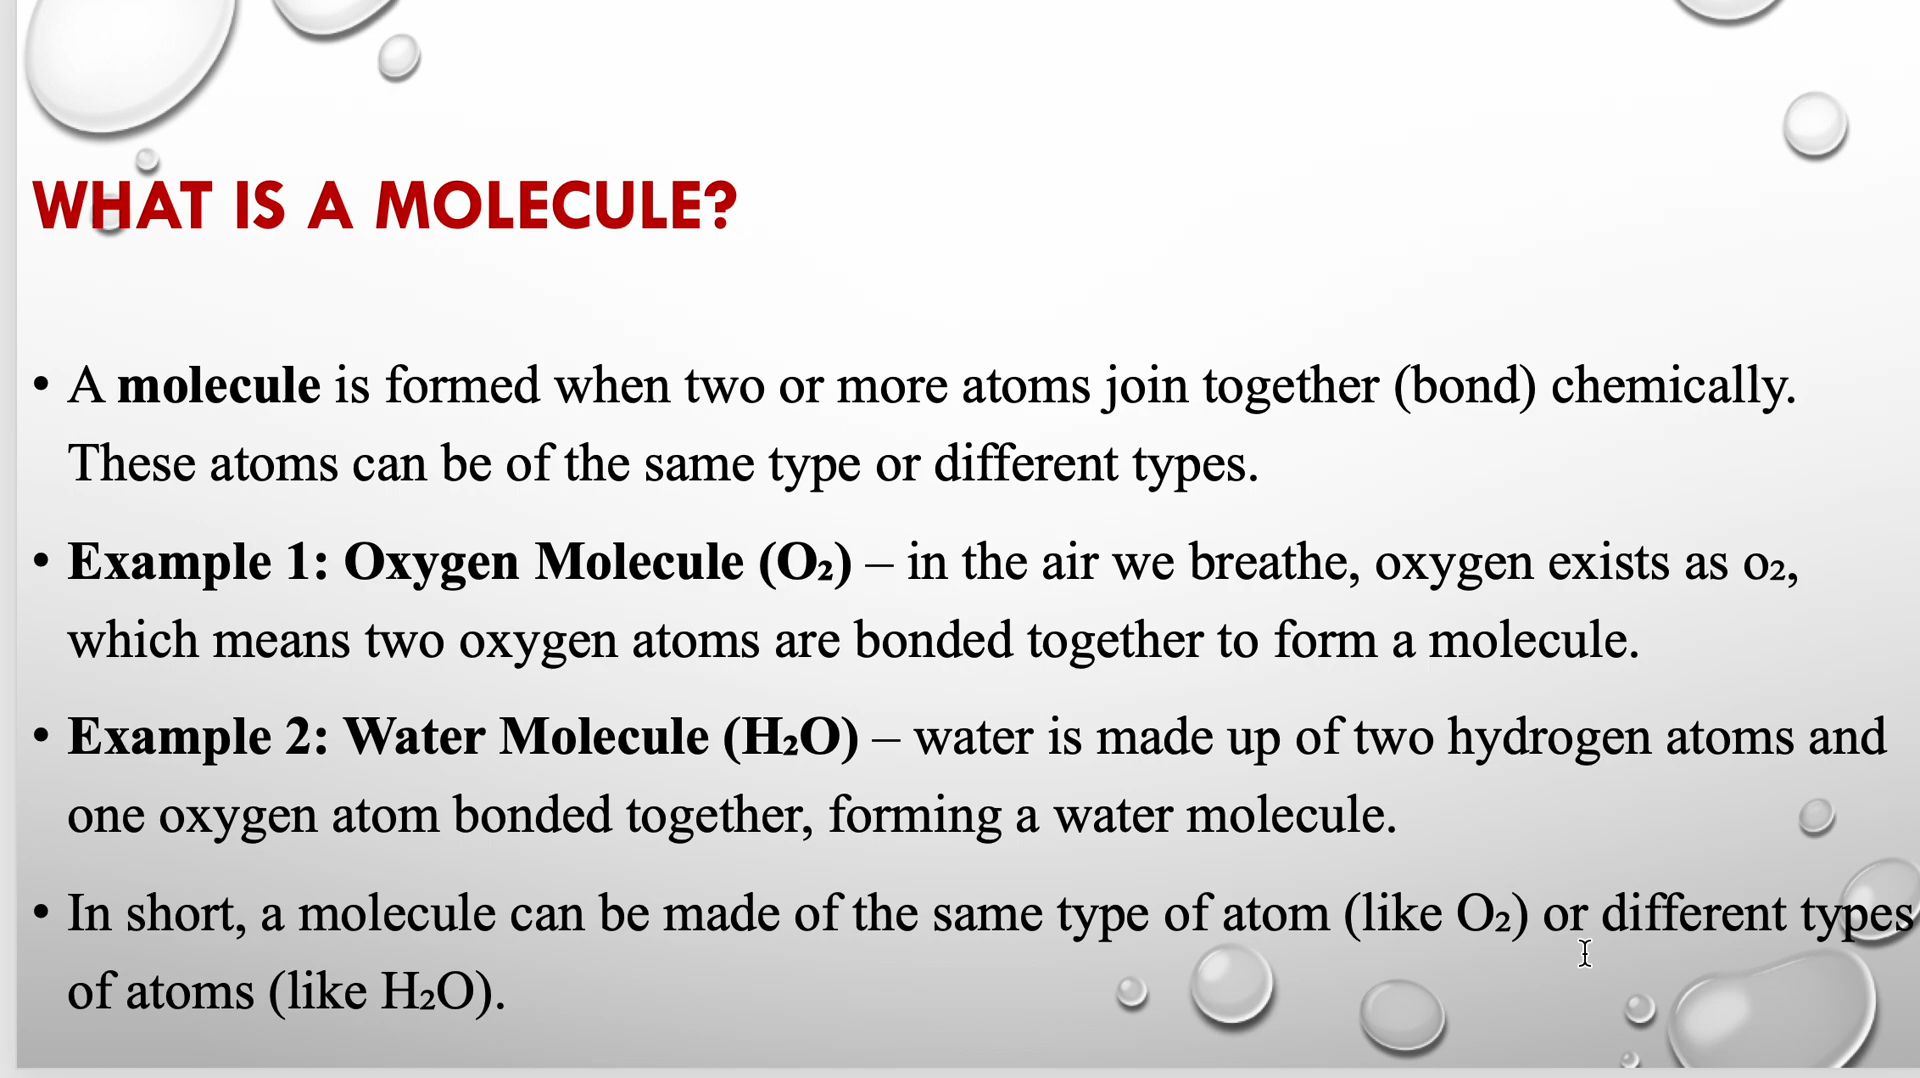 WHAT IS A MOLECULE?
• A molecule is formed when two or more atoms join together (bond) chemically.
These atoms can be of the same type or different types.
• Example 1: Oxygen Molecule (O₂) – in the air we breathe, oxygen exists as o₂,
which means two oxygen atoms are bonded together to form a molecule.
• Example 2: Water Molecule (H₂O) – water is made up of two hydrogen atoms and
one oxygen atom bonded together, forming a water molecule.
• In short, a molecule can be made of the same type of atom (like O₂) or different types
of atoms (like H₂O).